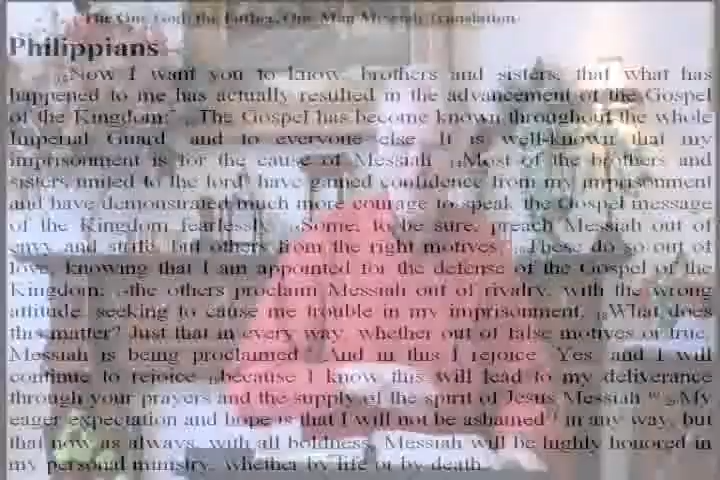 The One God, the Father, One Man Messiah Translation
Philippians
Now I want you to know, brothers and sisters, that what has
happened to me has actually resulted in the advancement of the Gospel
of the Kingdom: The Gospel has become known throughout the whole
Imperial Guard and to everyone else. It is well-known that my
imprisonment is for the cause of Messiah. Most of the brothers and
sisters united to the lord have gained confidence from my imprisonment
and have demonstrated much more courage to speak the Gospel message
of the Kingdom fearlessly. Some, to be sure, preach Messiah out of
envy and strife, but others from the right motives. These do so out of
love, knowing that I am appointed for the defense of the Gospel of the
Kingdom; the others proclaim Messiah out of rivalry, with the wrong
attitude, seeking to cause me trouble in my imprisonment. What does
this matter? Just that in every way, whether out of false motives or true,
Messiah is being proclaimed. And in this I rejoice. Yes, and I will
continue to rejoice because I know this will lead to my deliverance
through your prayers and the supply of the spirit of Jesus Messiah. My
eager expectation and hope is that I will not be ashamed in any way, but
that now as always, with all boldness, Messiah will be highly honored in
my personal ministry, whether by life or by death.